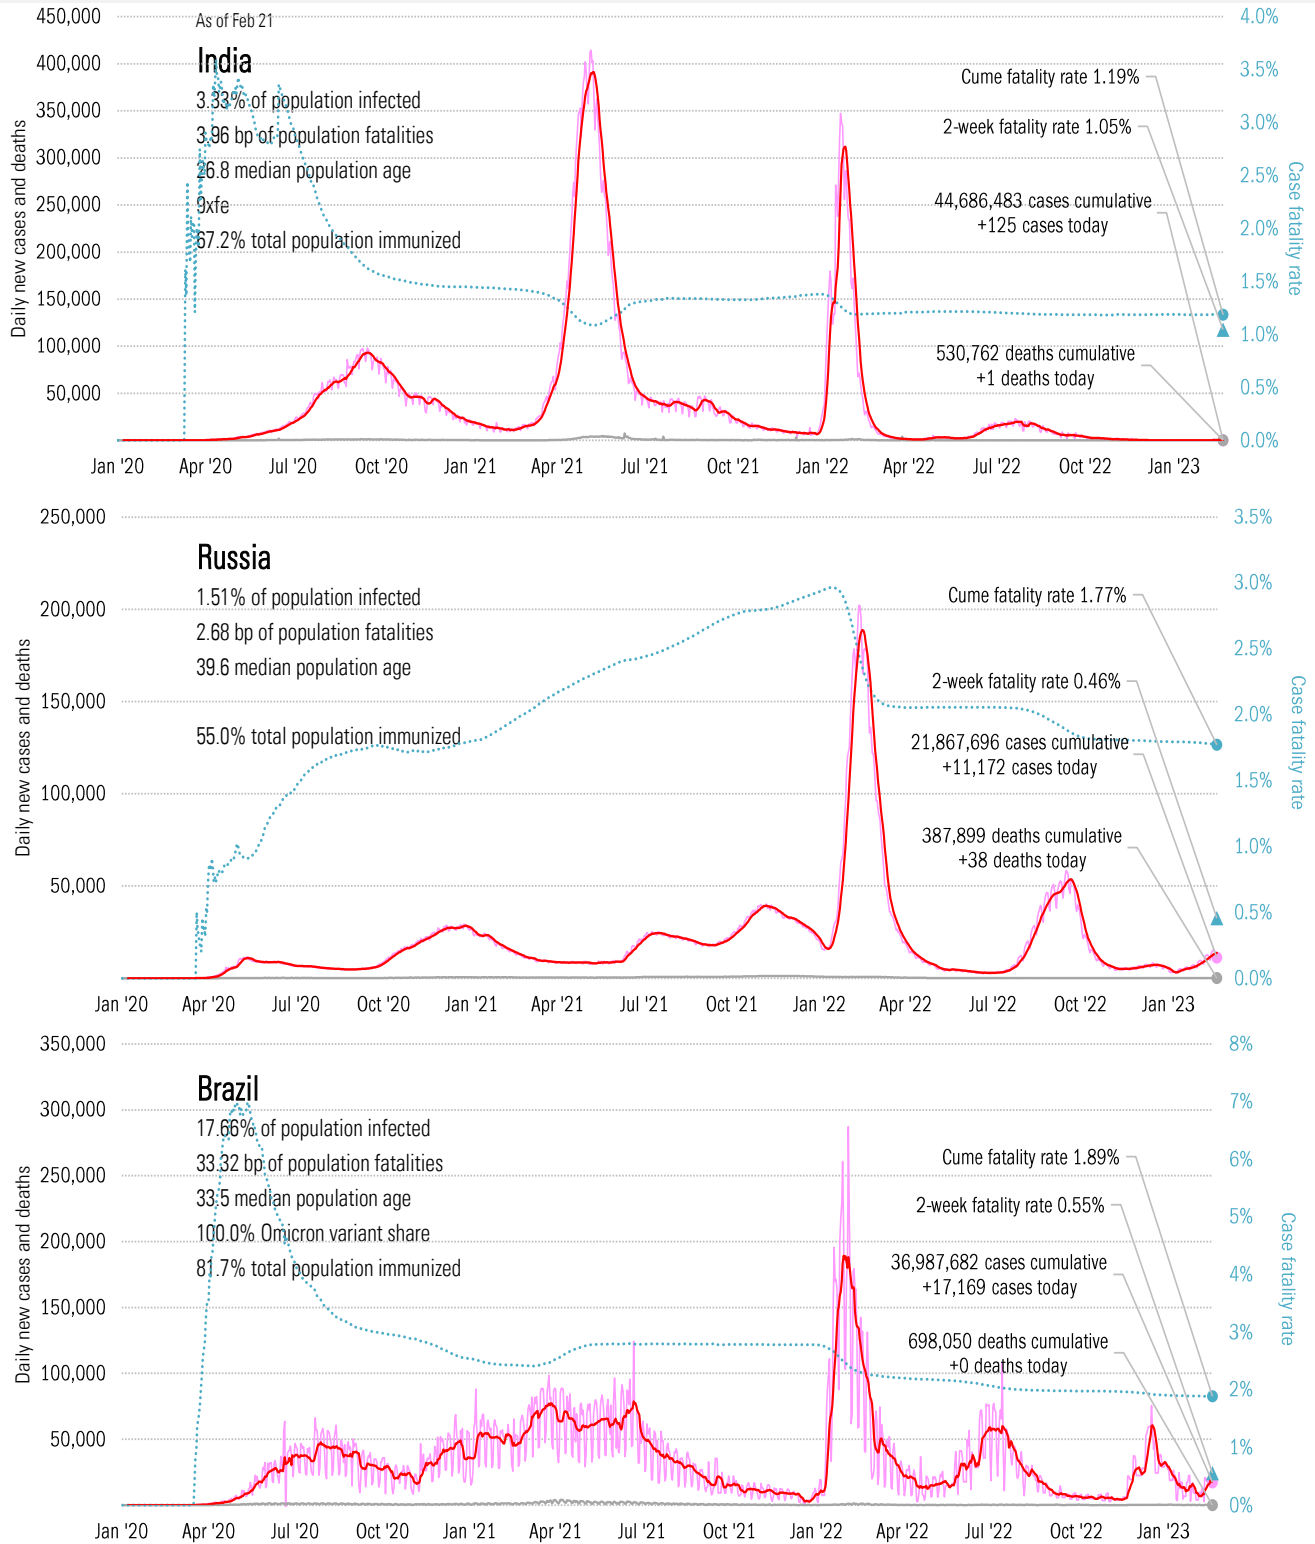 As of Feb 21
India
3.33% of population infected
3.96 bp of population fatalities
26.8 median population age
9xfe
67.2% total population immunized
Daily new cases and deaths
450,000
400,000
350,000
300,000
250,000
200,000
150,000
100,000
50,000
4.0%
3.5%
3.0%
2.5%
2.0%
1.5%
1.0%
0.5%
0.0%
Case fatality rate
Cume fatality rate 1.19%
2-week fatality rate 1.05%
44,686,483 cases cumulative
+125 cases today
530,762 deaths cumulative
+1 deaths today
Jan '20 Apr '20 Jul '20 Oct '20 Jan '21 Apr '21 Jul '21 Oct '21 Jan '22 Apr '22 Jul '22 Oct '22 Jan '23
Russia
1.51% of population infected
2.68 bp of population fatalities
39.6 median population age
55.0% total population immunized
Daily new cases and deaths
250,000
200,000
150,000
100,000
50,000
3.5%
3.0%
2.5%
2.0%
1.5%
1.0%
0.5%
0.0%
Case fatality rate
Cume fatality rate 1.77%
2-week fatality rate 0.46%
21,867,696 cases cumulative
+11,172 cases today
387,899 deaths cumulative
+38 deaths today
Jan '20 Apr '20 Jul '20 Oct '20 Jan '21 Apr '21 Jul '21 Oct '21 Jan '22 Apr '22 Jul '22 Oct '22 Jan '23
Brazil
17.66% of population infected
33.32 bp of population fatalities
33.5 median population age
100.0% Omicron variant share
81.7% total population immunized
Daily new cases and deaths
350,000
300,000
250,000
200,000
150,000
100,000
50,000
8%
7%
6%
5%
4%
3%
2%
1%
0%
Case fatality rate
Cume fatality rate 1.89%
2-week fatality rate 0.55%
36,987,682 cases cumulative
+17,169 cases today
698,050 deaths cumulative
+0 deaths today
Jan '20 Apr '20 Jul '20 Oct '20 Jan '21 Apr '21 Jul '21 Oct '21 Jan '22 Apr '22 Jul '22 Oct '22 Jan '23